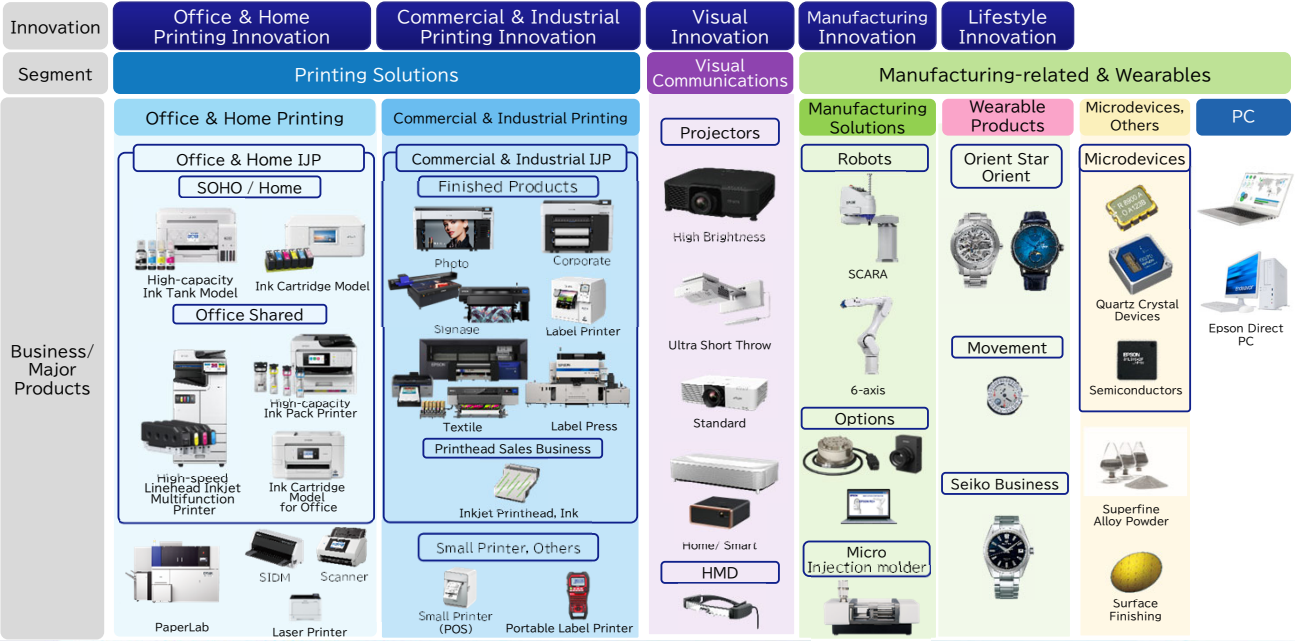 Innovation
Office & Home
Printing Innovation
Commercial & Industrial
Printing Innovation
Visual
Innovation
Manufacturing
Innovation
Lifestyle
Innovation
Segment
Printing Solutions
Visual
Communications
Manufacturing-related & Wearables
Business/
Major
Products
Office & Home Printing
Office & Home IJP
SOHO / Home
High-capacity
Ink Tank Model
Ink Cartridge Model
Office Shared
High-capacity
Ink Pack Printer
High-speed
Linehead Inkjet
Multifunction
Printer
Ink Cartridge
Model
for Office
PaperLab
SIDM
Scanner
Laser Printer
Commercial & Industrial Printing
Commercial & Industrial IJP
Finished Products
Photo
Corporate
Signage
Label Printer
Textile
Label Press
Printhead Sales Business
Inkjet Printhead, Ink
Small Printer, Others
Small Printer
(POS)
Portable Label Printer
Projectors
High Brightness
Ultra Short Throw
Standard
Home/ Smart
HMD
Manufacturing
Solutions
Robots
SCARA
6-axis
Options
Micro
Injection molder
Wearable
Products
Orient Star
Orient
Movement
Seiko Business
Microdevices,
Others
Microdevices
Quartz Crystal
Devices
EPSON
Semiconductors
Superfine
Alloy Powder
Surface
Finishing
PC
Epson Direct
PC